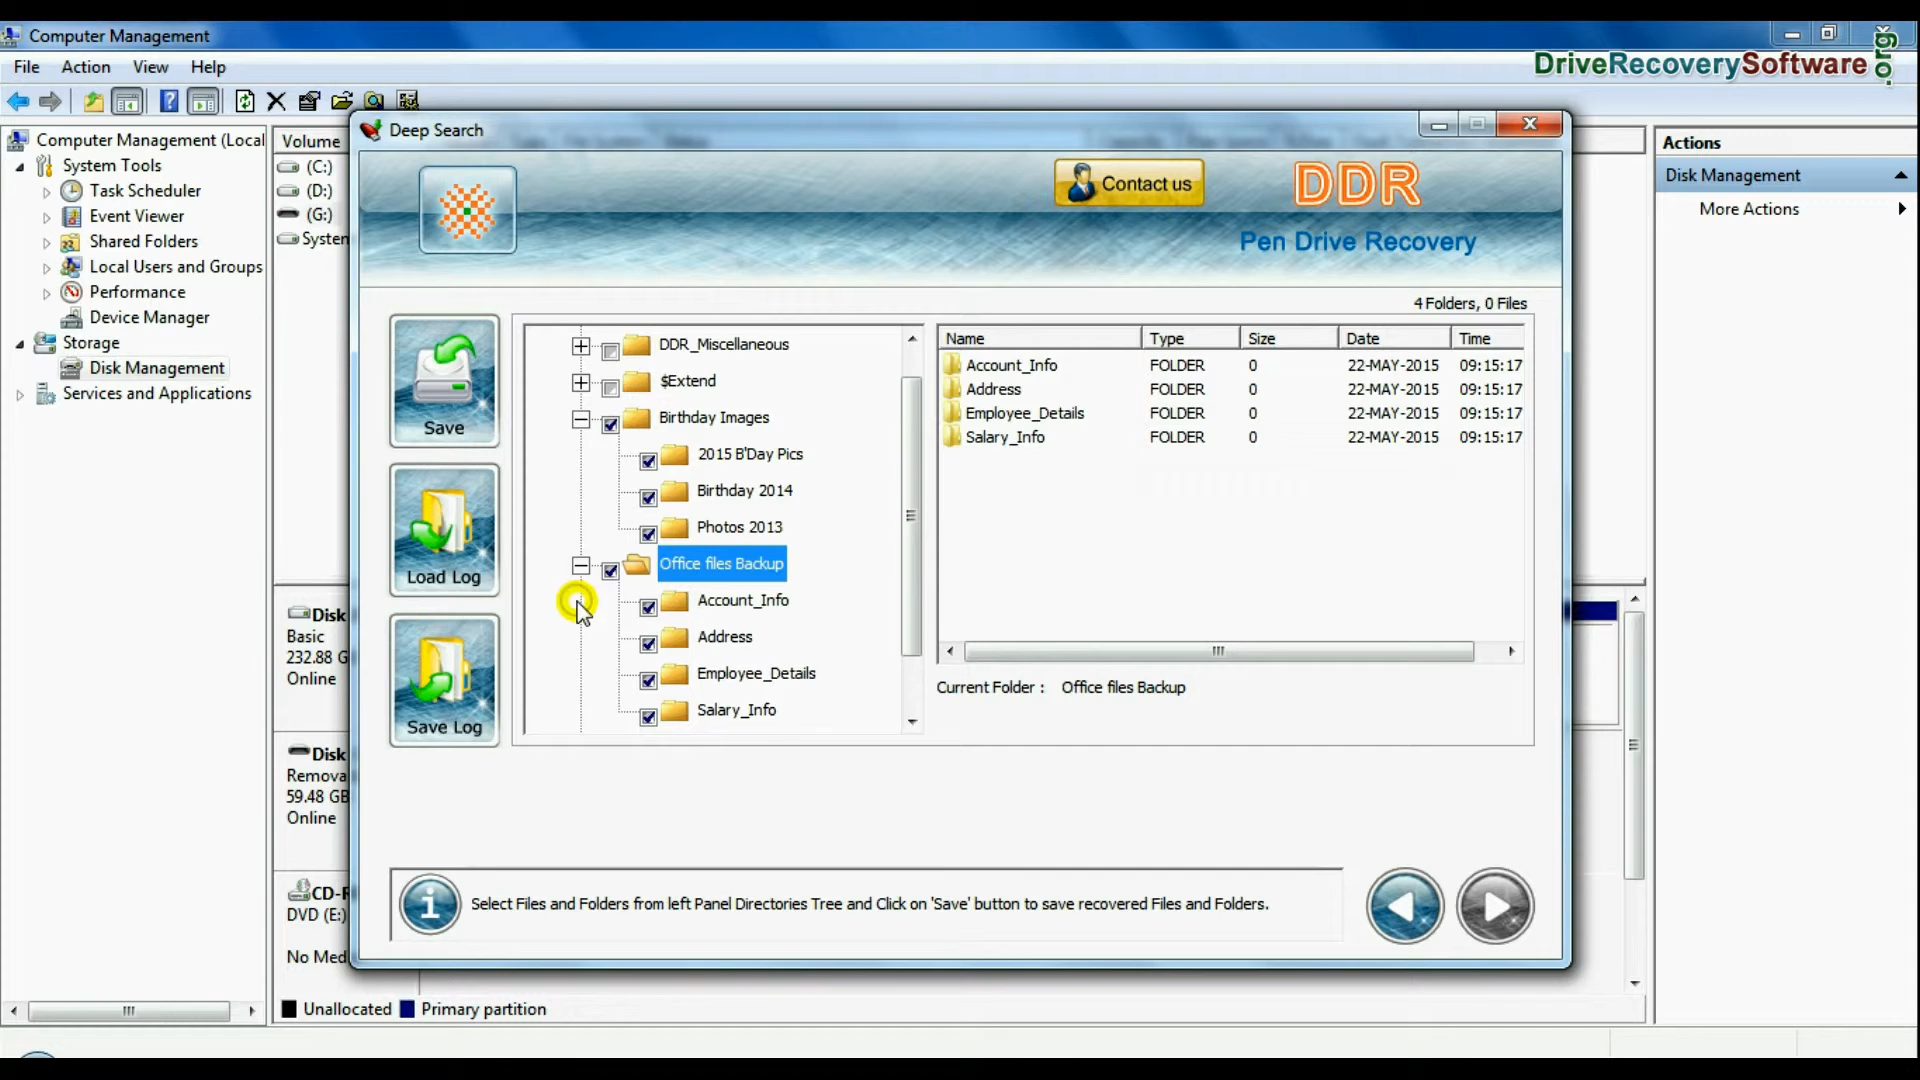 Computer Management
DriveRecoverySoftware.org
File Action View Help
Computer Management (Local
System Tools
Task Scheduler
Event Viewer
Shared Folders
Local Users and Groups
Performance
Device Manager
Storage
Disk Management
Services and Applications
Volume
(C:)
(D:)
(G:)
System
Disk
Basic
232.88 G
Online
Disk
Remova
59.48 GB
Online
CD-R
DVD (E:)
No Med
Unallocated Primary partition
Actions
Disk Management
More Actions
Deep Search
Contact us
DDR
Pen Drive Recovery
4 Folders, 0 Files
Save
Load Log
Save Log
DDR_Miscellaneous
$Extend
Birthday Images
2015 B'Day Pics
Birthday 2014
Photos 2013
Office files Backup
Account_Info
Address
Employee_Details
Salary_Info
Name Type Size Date Time
Account_Info FOLDER 0 22-MAY-2015 09:15:17
Address FOLDER 0 22-MAY-2015 09:15:17
Employee_Details FOLDER 0 22-MAY-2015 09:15:17
Salary_Info FOLDER 0 22-MAY-2015 09:15:17
Current Folder : Office files Backup
Select Files and Folders from left Panel Directories Tree and Click on 'Save' button to save recovered Files and Folders.